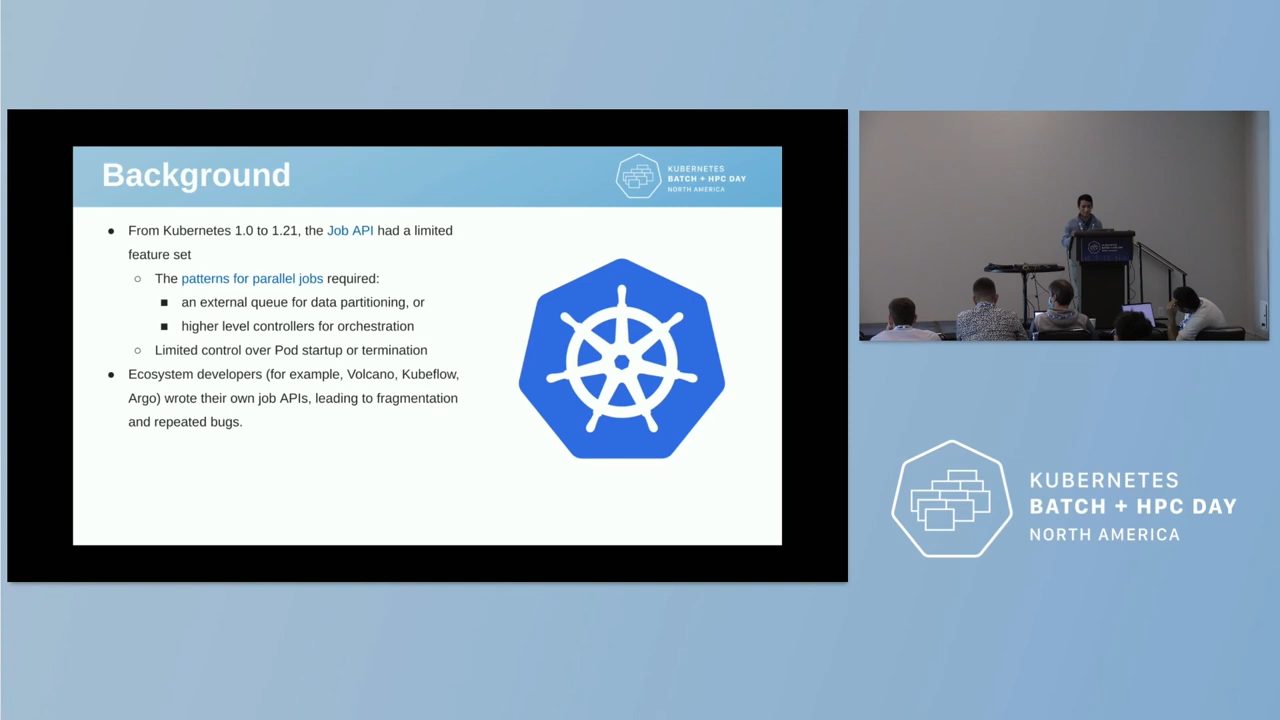 Background
KUBERNETES
BATCH + HPC DAY
NORTH AMERICA
● From Kubernetes 1.0 to 1.21, the Job API had a limited
feature set
○ The patterns for parallel jobs required:
■ an external queue for data partitioning, or
■ higher level controllers for orchestration
○ Limited control over Pod startup or termination
● Ecosystem developers (for example, Volcano, Kubeflow,
Argo) wrote their own job APIs, leading to fragmentation
and repeated bugs.
KUBERNETES
BATCH + HPC DAY
NORTH AMERICA